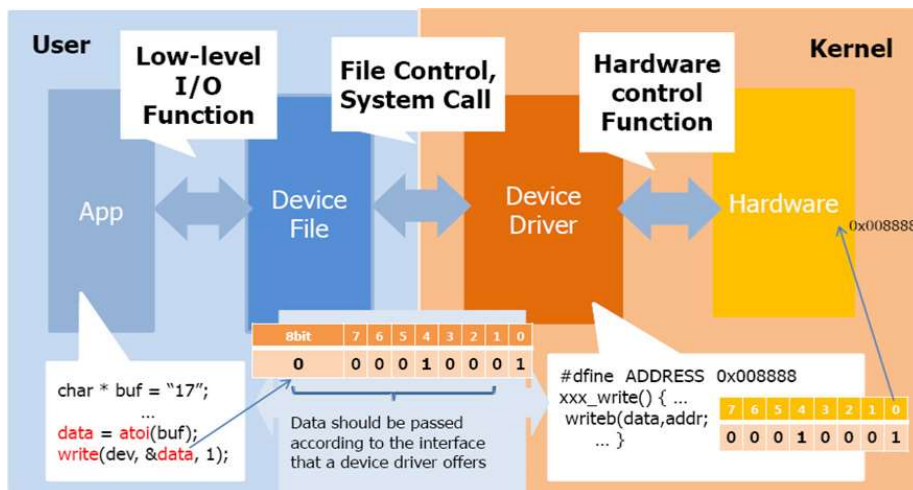 User
Kernel
Low-level
I/O
Function
File Control,
System Call
Hardware
control
Function
App
Device
File
Device
Driver
Hardware
0x008888
8bit 7 6 5 4 3 2 1 0
0 0 0 0 1 0 0 0 1
char * buf = “17”;
...
data = atoi(buf);
write(dev, &data, 1);
Data should be passed
according to the interface
that a device driver offers
#dfine ADDRESS 0x008888
xxx_write() { ...
writeb(data,addr;
... }
7 6 5 4 3 2 1 0
0 0 0 1 0 0 0 1